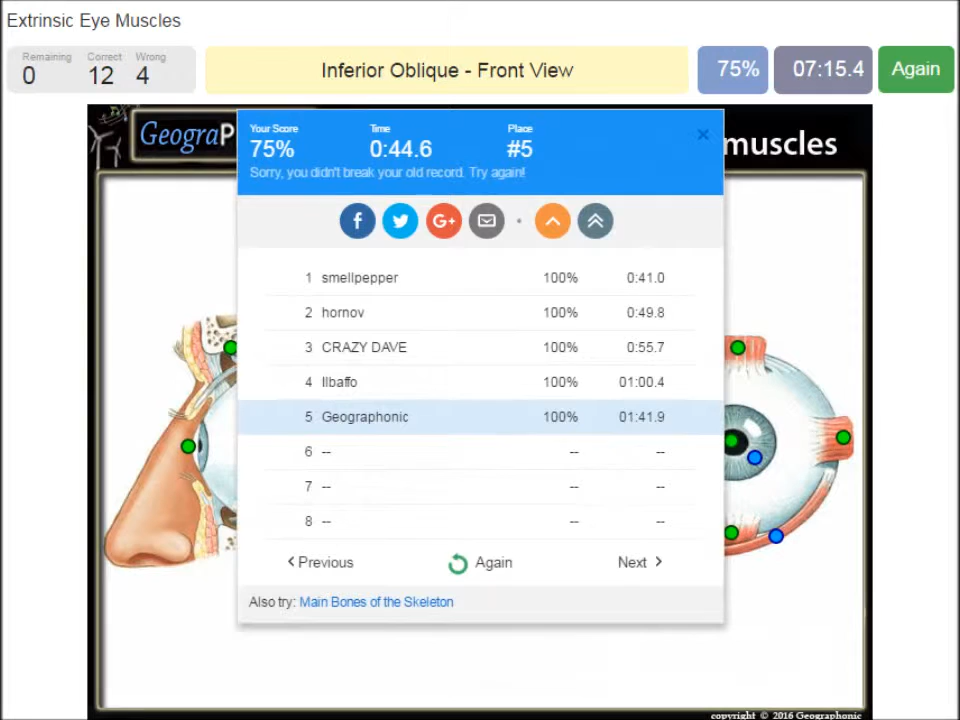 Extrinsic Eye Muscles
Remaining Correct Wrong
0 12 4
Inferior Oblique - Front View
75%
07:15.4
Again
GeograP
muscles
Your Score Time Place
75% 0:44.6 #5
Sorry, you didn't break your old record. Try again!
f G+
1 smellpepper 100% 0:41.0
2 hornov 100% 0:49.8
3 CRAZY DAVE 100% 0:55.7
4 Ilbaffo 100% 01:00.4
5 Geographonic 100% 01:41.9
6 -- -- --
7 -- -- --
8 -- -- --
Previous Again Next
Also try: Main Bones of the Skeleton
copyright © 2016 Geographonic